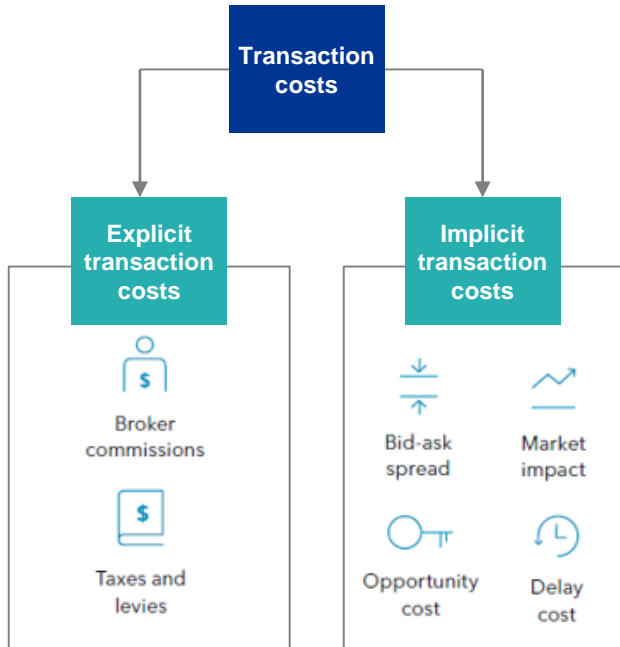 Transaction
costs
Explicit
transaction
costs
Implicit
transaction
costs
$
Broker
commissions
$
Taxes and
levies
Bid-ask
spread
Market
impact
Opportunity
cost
Delay
cost